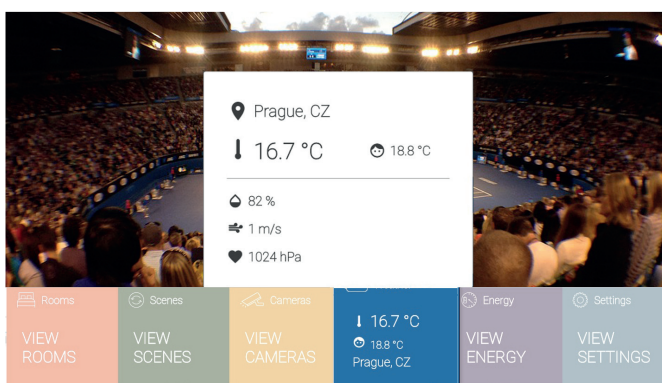 Prague, CZ
16.7 °C
18.8 °C
82 %
1 m/s
1024 hPa
Rooms
VIEW
ROOMS
Scenes
VIEW
SCENES
Cameras
VIEW
CAMERAS
16.7 °C
18.8 °C
Prague, CZ
Energy
VIEW
ENERGY
Settings
VIEW
SETTINGS